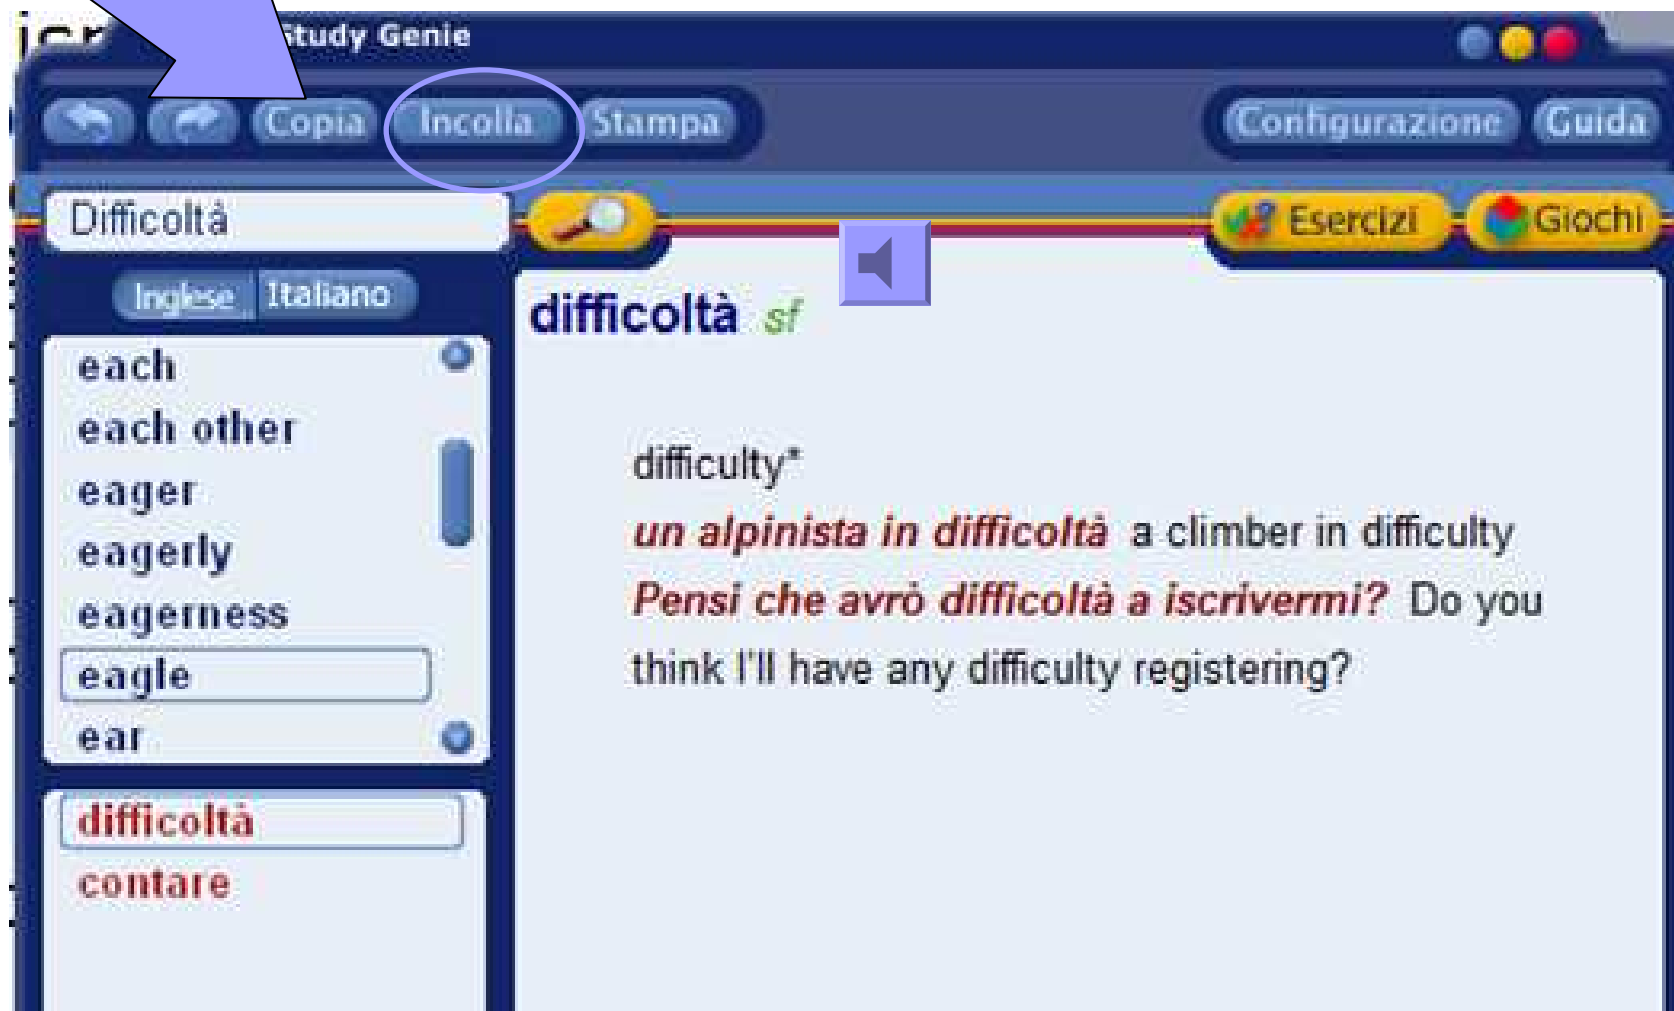 Study Genie
Copia Incolla Stampa Configurazione Guida
Difficoltà Esercizi Giochi
Inglese Italiano
each
each other
eager
eagerly
eagerness
eagle
ear
difficoltà
contare
difficoltà sf
difficulty*
un alpinista in difficoltà a climber in difficulty
Pensi che avrò difficoltà a iscrivermi? Do you
think I'll have any difficulty registering?